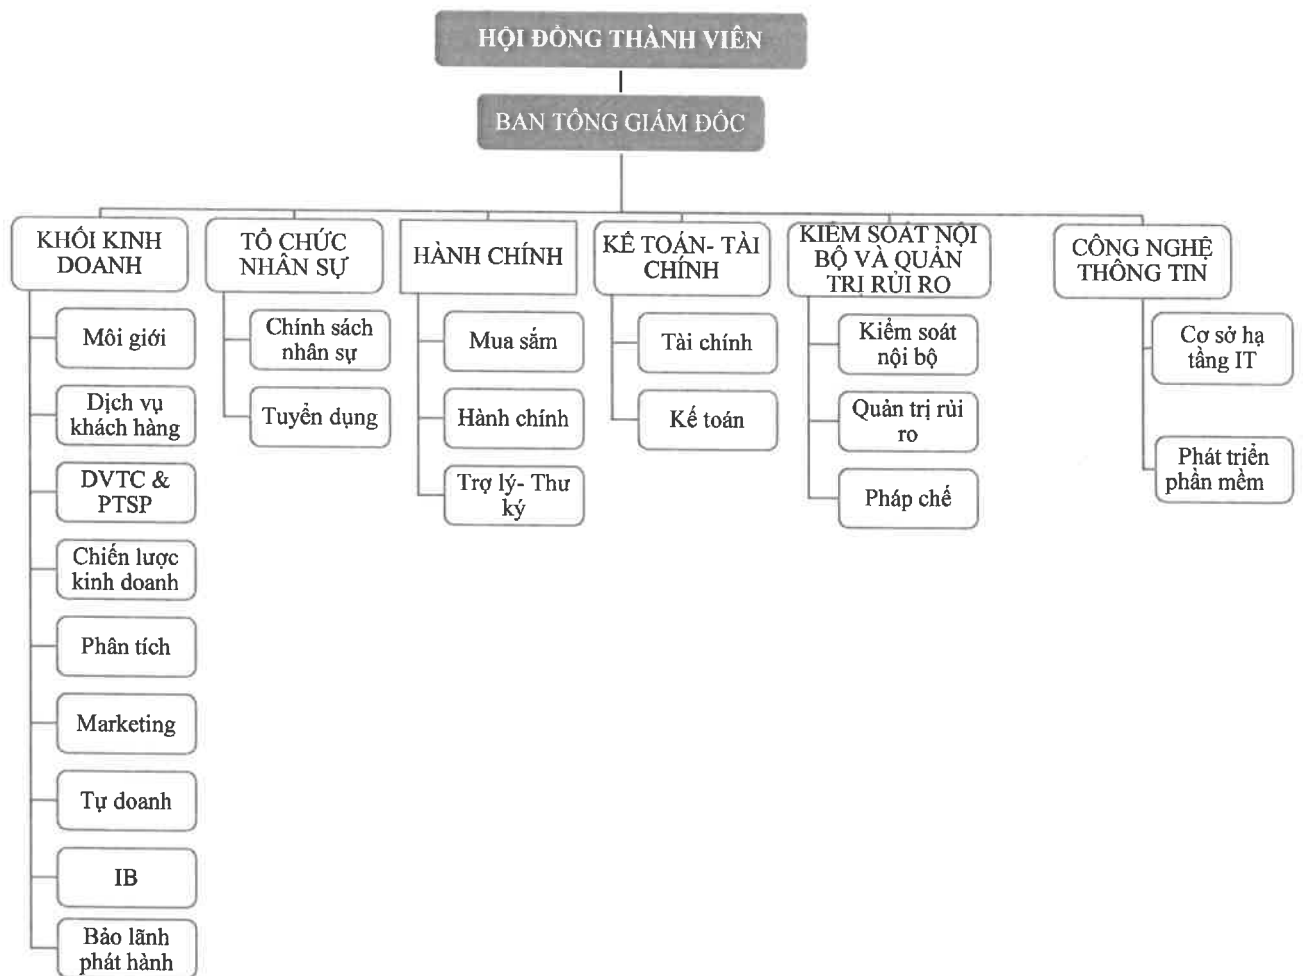 HỘI ĐỒNG THÀNH VIÊN
BAN TỔNG GIÁM ĐỐC
KHỐI KINH
DOANH
Môi giới
Dịch vụ
khách hàng
DVTC &
PTSP
Chiến lược
kinh doanh
Phân tích
Marketing
Tự doanh
IB
Bảo lãnh
phát hành
TỔ CHỨC
NHÂN SỰ
Chính sách
nhân sự
Tuyển dụng
HÀNH CHÍNH
Mua sắm
Hành chính
Trợ lý- Thư
ký
KẾ TOÁN- TÀI
CHÍNH
Tài chính
Kế toán
KIỂM SOÁT NỘI
BỘ VÀ QUẢN
TRỊ RỦI RO
Kiểm soát
nội bộ
Quản trị rủi
ro
Pháp chế
CÔNG NGHỆ
THÔNG TIN
Cơ sở hạ
tầng IT
Phát triển
phần mềm